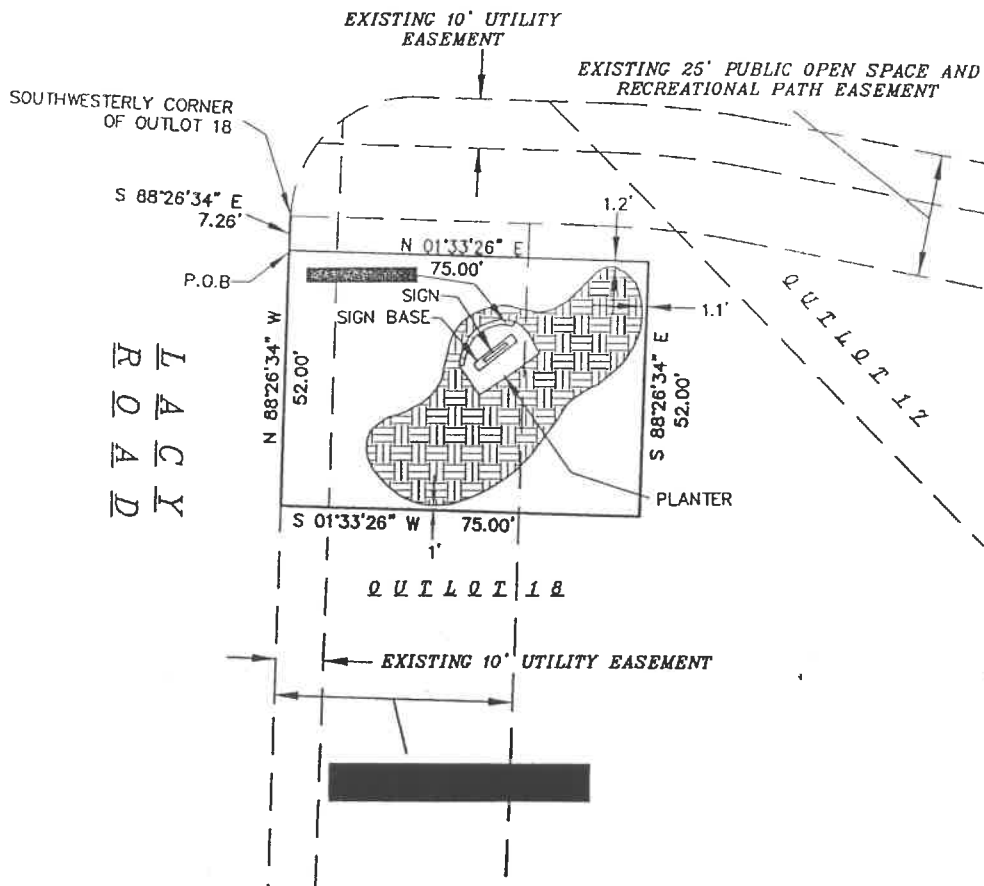 EXISTING 10' UTILITY
EASEMENT
EXISTING 25' PUBLIC OPEN SPACE AND
RECREATIONAL PATH EASEMENT
SOUTHWESTERLY CORNER
OF OUTLOT 18
S 88°26'34" E
7.26'
P.O.B
N 01°33'26" E
75.00'
1.2'
1.1'
SIGN
SIGN BASE
OUTLOT 17
LACY
ROAD
N 88°26'34" W
52.00'
S 88°26'34" E
52.00'
PLANTER
S 01°33'26" W 75.00'
1'
OUTLOT 18
EXISTING 10' UTILITY EASEMENT